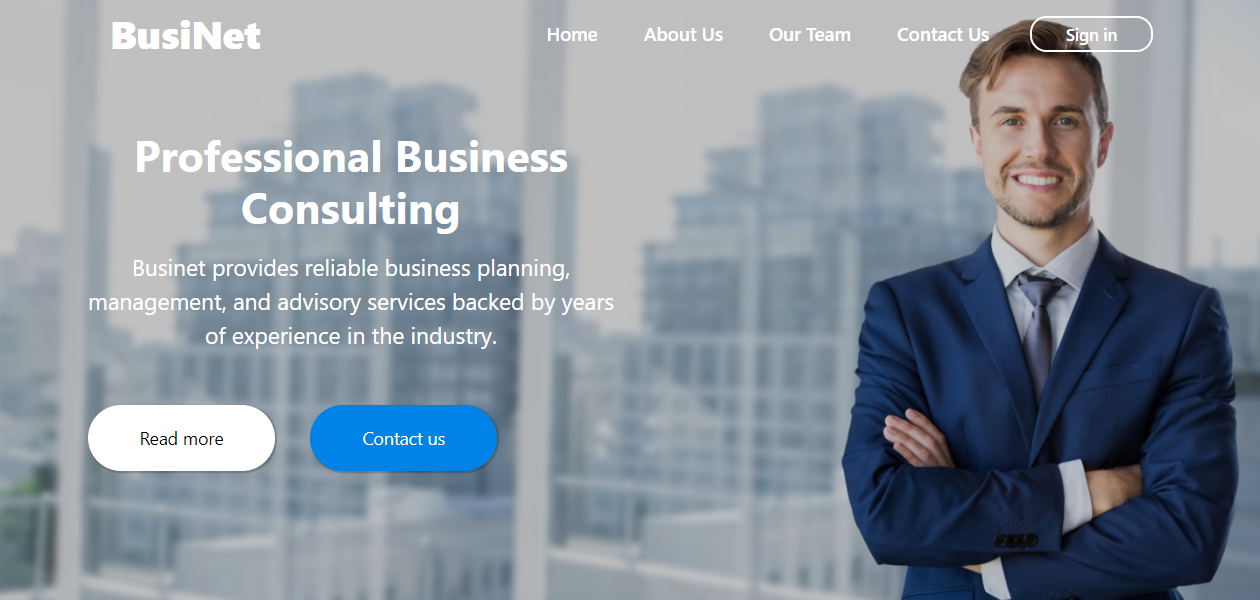 BusiNet
Home
About Us
Our Team
Contact Us
Sign in
Professional Business
Consulting
Businet provides reliable business planning,
management, and advisory services backed by years
of experience in the industry.
Read more
Contact us